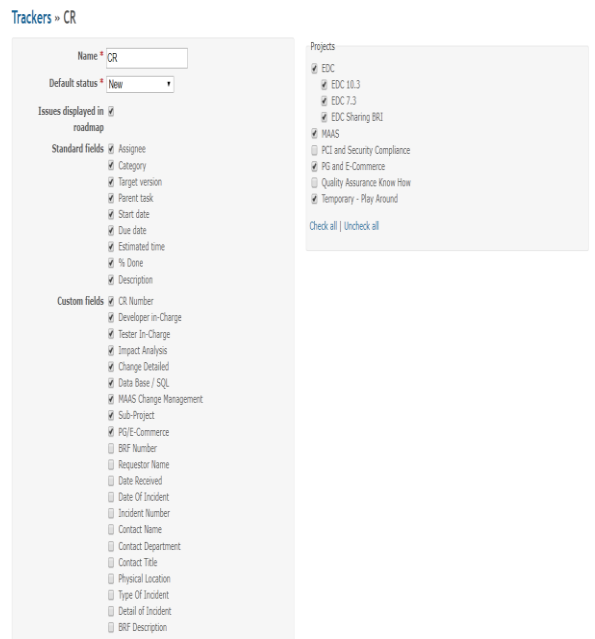 Trackers » CR
Name * CR
Default status * New
Issues displayed in roadmap
Standard fields
Assignee
Category
Target version
Parent task
Start date
Due date
Estimated time
% Done
Description
Custom fields
CR Number
Developer in-Charge
Tester In-Charge
Impact Analysis
Change Detailed
Data Base / SQL
MAAS Change Management
Sub-Project
PG/E-Commerce
BRF Number
Requestor Name
Date Received
Date Of Incident
Incident Number
Contact Name
Contact Department
Contact Title
Physical Location
Type Of Incident
Detail of Incident
BRF Description
Projects
EDC
EDC 10.3
EDC 7.3
EDC Sharing BRI
MAAS
PCI and Security Compliance
PG and E-Commerce
Quality Assurance Know How
Temporary - Play Around
Check all | Uncheck all